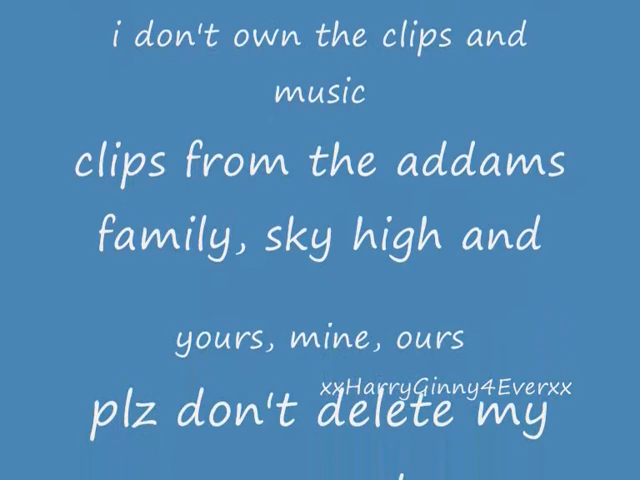 i don't own the clips and
music
clips from the addams
family, sky high and
yours, mine, ours
xxHarryGinny4Everxx
plz don't delete my